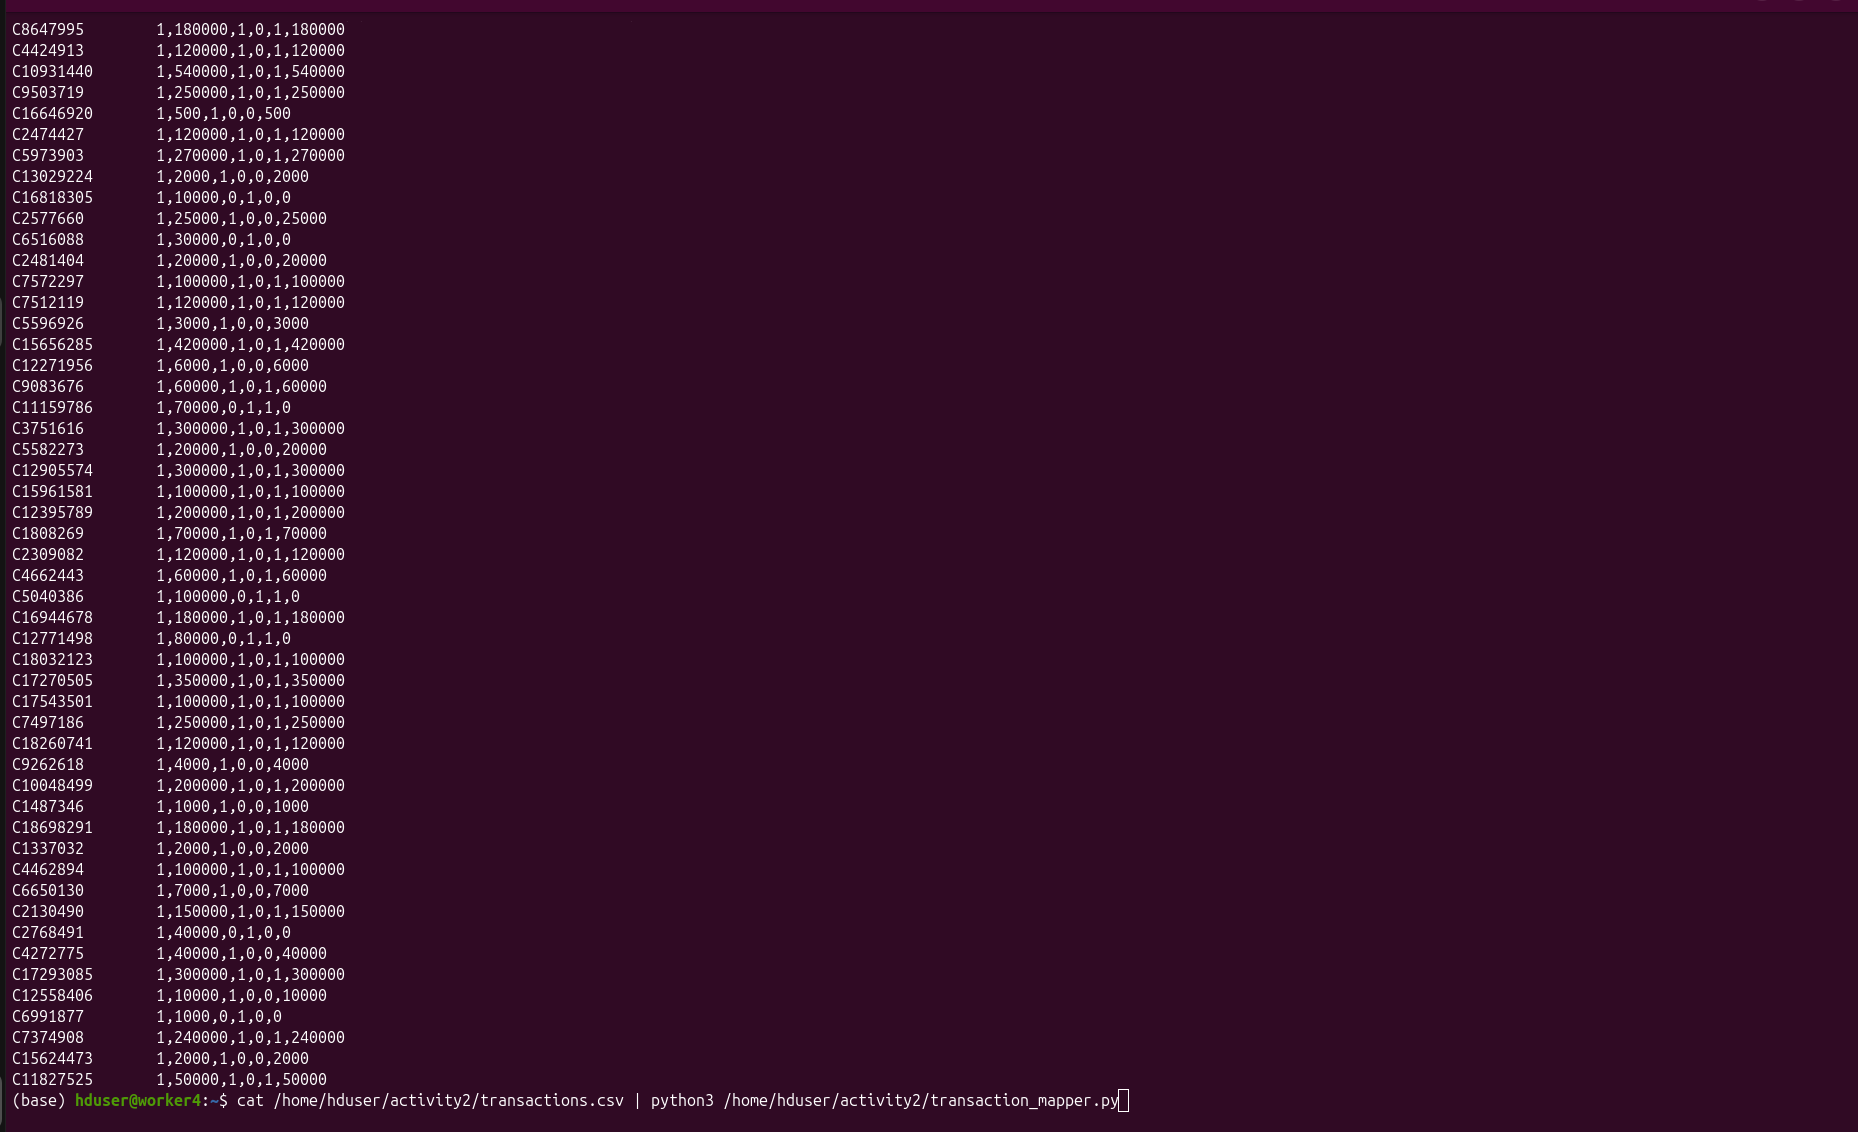 C8647995        1,180000,1,0,1,180000
C4424913        1,120000,1,0,1,120000
C10931440       1,540000,1,0,1,540000
C9503719        1,250000,1,0,1,250000
C16646920       1,500,1,0,0,500
C2474427        1,120000,1,0,1,120000
C5973903        1,270000,1,0,1,270000
C13029224       1,2000,1,0,0,2000
C16818305       1,10000,0,1,0,0
C2577660        1,25000,1,0,0,25000
C6516088        1,30000,0,1,0,0
C2481404        1,20000,1,0,0,20000
C7572297        1,100000,1,0,1,100000
C7512119        1,120000,1,0,1,120000
C5596926        1,3000,1,0,0,3000
C15656285       1,420000,1,0,1,420000
C12271956       1,6000,1,0,0,6000
C9083676        1,60000,1,0,1,60000
C11159786       1,70000,0,1,1,0
C3751616        1,300000,1,0,1,300000
C5582273        1,20000,1,0,0,20000
C12905574       1,300000,1,0,1,300000
C15961581       1,100000,1,0,1,100000
C12395789       1,200000,1,0,1,200000
C1808269        1,70000,1,0,1,70000
C2309082        1,120000,1,0,1,120000
C4662443        1,60000,1,0,1,60000
C5040386        1,100000,0,1,1,0
C16944678       1,180000,1,0,1,180000
C12771498       1,80000,0,1,1,0
C18032123       1,100000,1,0,1,100000
C17270505       1,350000,1,0,1,350000
C17543501       1,100000,1,0,1,100000
C7497186        1,250000,1,0,1,250000
C18260741       1,120000,1,0,1,120000
C9262618        1,4000,1,0,0,4000
C10048499       1,200000,1,0,1,200000
C1487346        1,1000,1,0,0,1000
C18698291       1,180000,1,0,1,180000
C1337032        1,2000,1,0,0,2000
C4462894        1,100000,1,0,1,100000
C6650130        1,7000,1,0,0,7000
C2130490        1,150000,1,0,1,150000
C2768491        1,40000,0,1,0,0
C4272775        1,40000,1,0,0,40000
C17293085       1,300000,1,0,1,300000
C12558406       1,10000,1,0,0,10000
C6991877        1,1000,0,1,0,0
C7374908        1,240000,1,0,1,240000
C15624473       1,2000,1,0,0,2000
C11827525       1,50000,1,0,1,50000
(base) hduser@worker4:~$ cat /home/hduser/activity2/transactions.csv | python3 /home/hduser/activity2/transaction_mapper.py